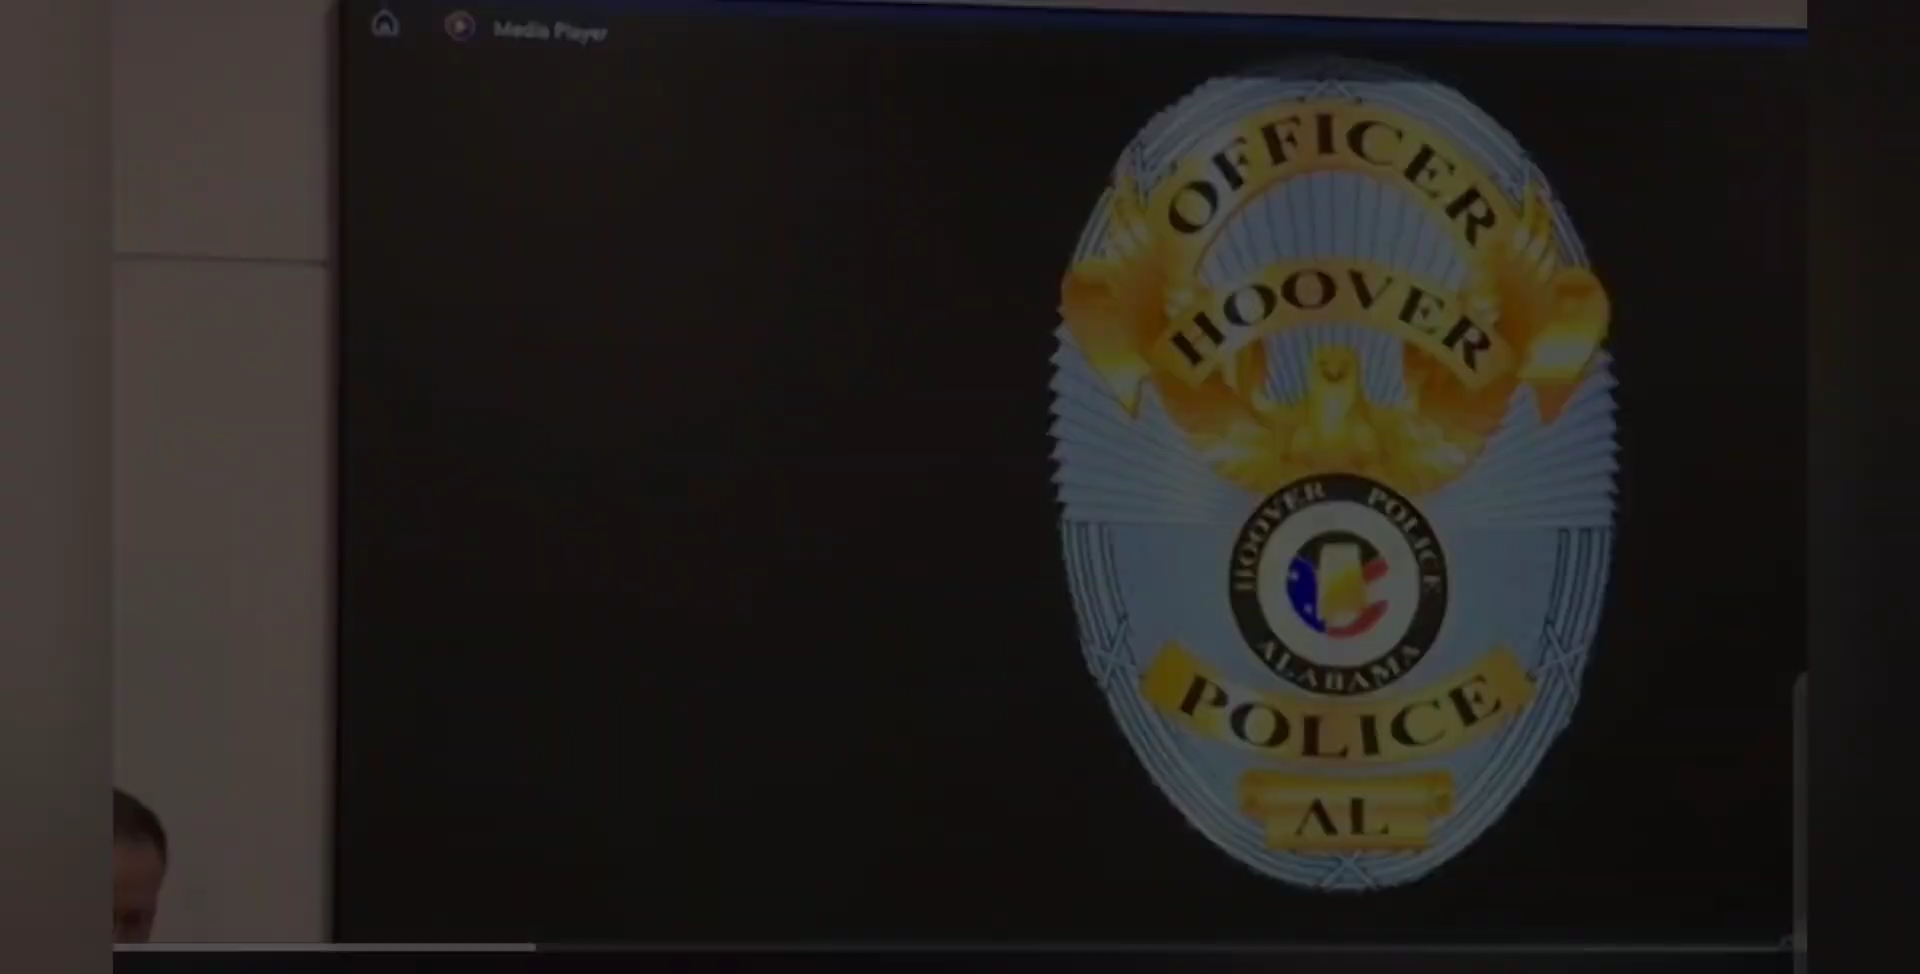 Media Player
OFFICER
HOOVER
HOOVER POLICE
ALABAMA
POLICE
AL